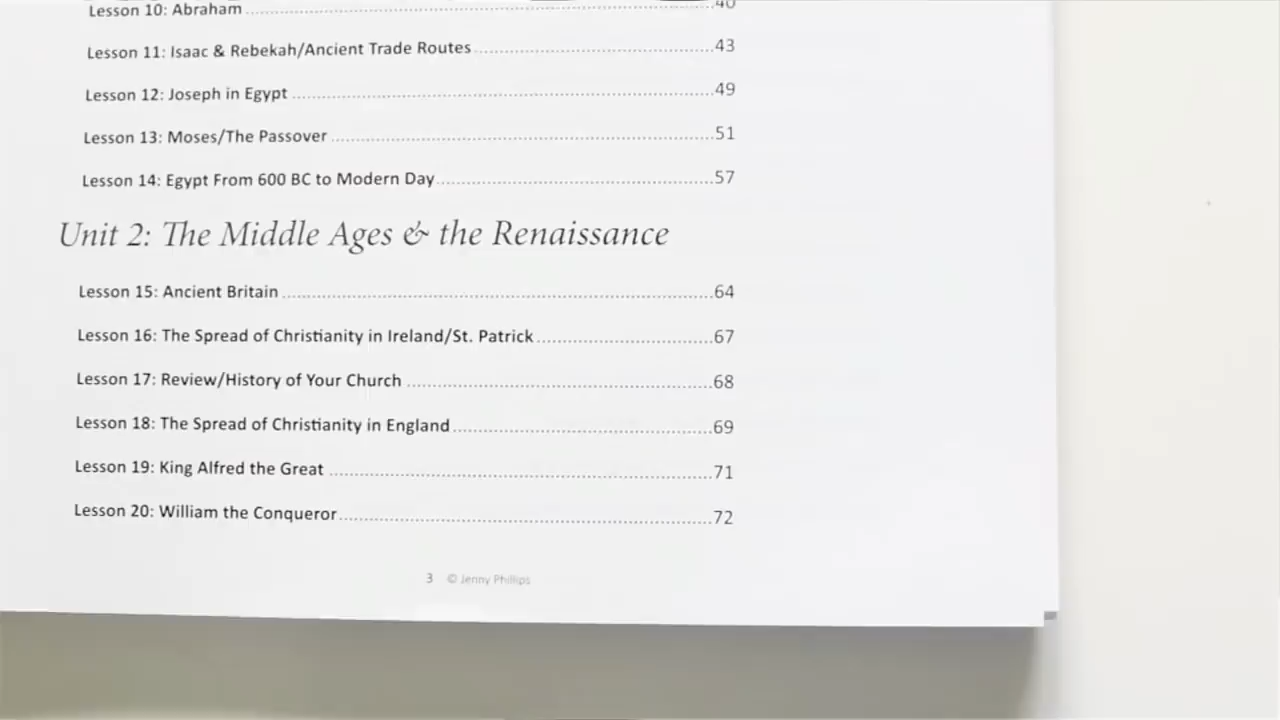 Lesson 10: Abraham ........ 40
Lesson 11: Isaac & Rebekah/Ancient Trade Routes ........ 43
Lesson 12: Joseph in Egypt ........ 49
Lesson 13: Moses/The Passover ........ 51
Lesson 14: Egypt From 600 BC to Modern Day ........ 57
Unit 2: The Middle Ages & the Renaissance
Lesson 15: Ancient Britain ........ 64
Lesson 16: The Spread of Christianity in Ireland/St. Patrick ........ 67
Lesson 17: Review/History of Your Church ........ 68
Lesson 18: The Spread of Christianity in England ........ 69
Lesson 19: King Alfred the Great ........ 71
Lesson 20: William the Conqueror ........ 72
3 © Jenny Phillips